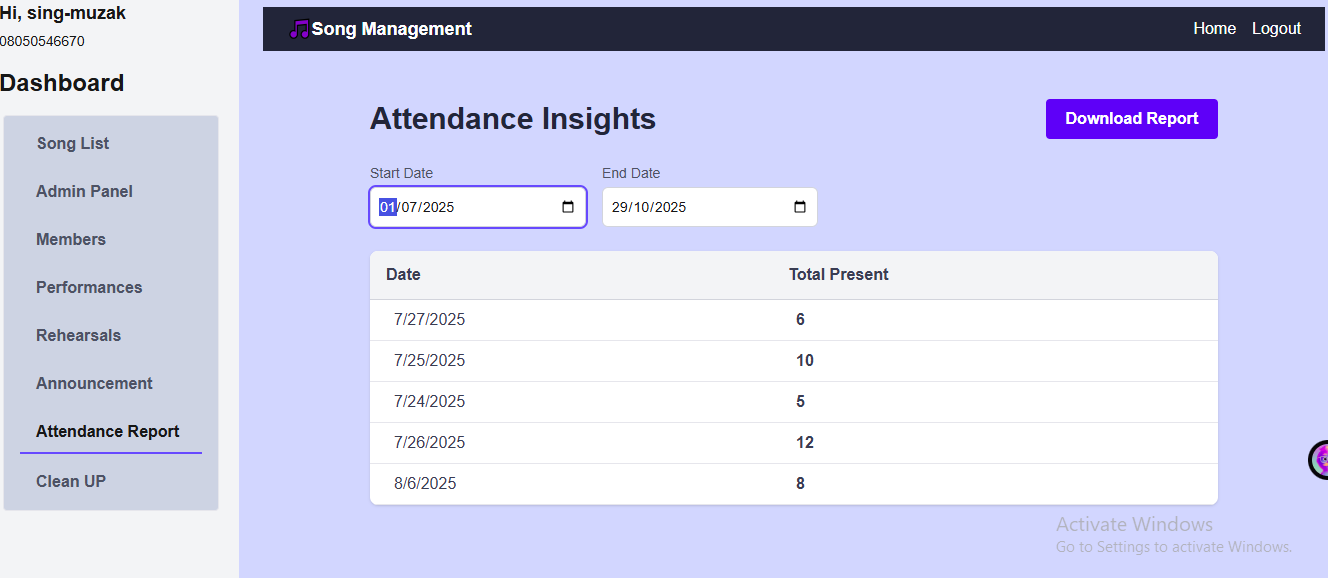 Hi, sing-muzak
08050546670
Dashboard
Song List
Admin Panel
Members
Performances
Rehearsals
Announcement
Attendance Report
Clean UP
Song Management
Home Logout
Attendance Insights
Download Report
Start Date End Date
01/07/2025 29/10/2025
Date Total Present
7/27/2025 6
7/25/2025 10
7/24/2025 5
7/26/2025 12
8/6/2025 8
Activate Windows
Go to Settings to activate Windows.